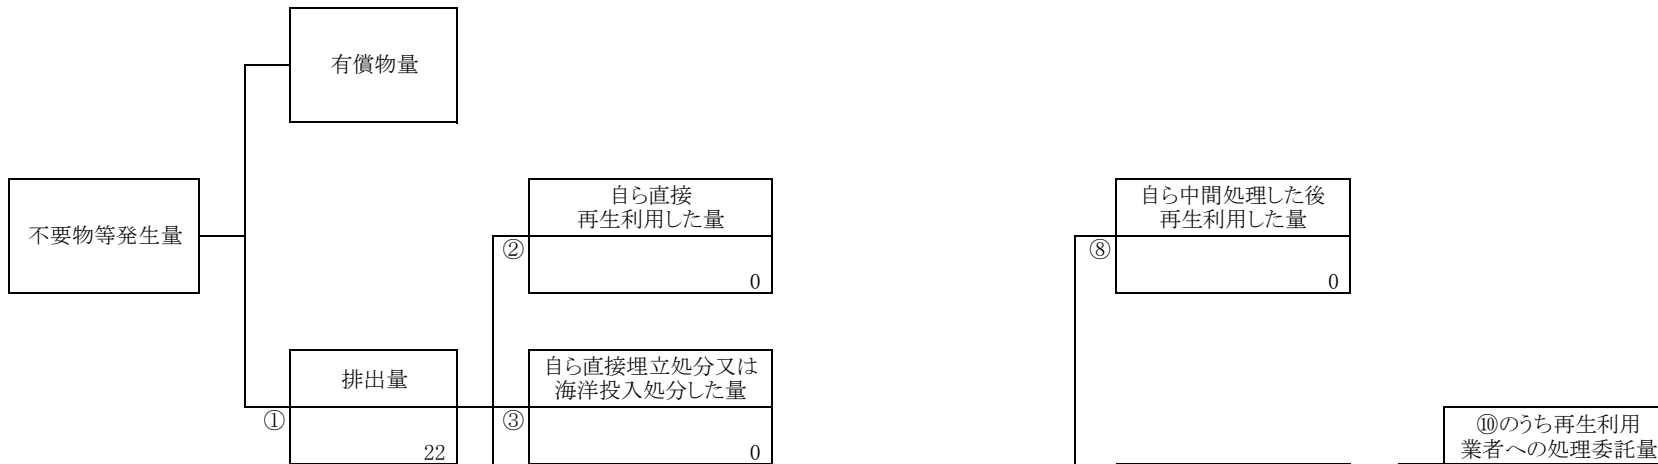 有償物量
不要物等発生量
自ら直接
再生利用した量
②
0
自ら中間処理した後
再生利用した量
⑧
0
排出量
①
22
自ら直接埋立処分又は
海洋投入処分した量
③
0
⑩のうち再生利用
業者への処理委託量